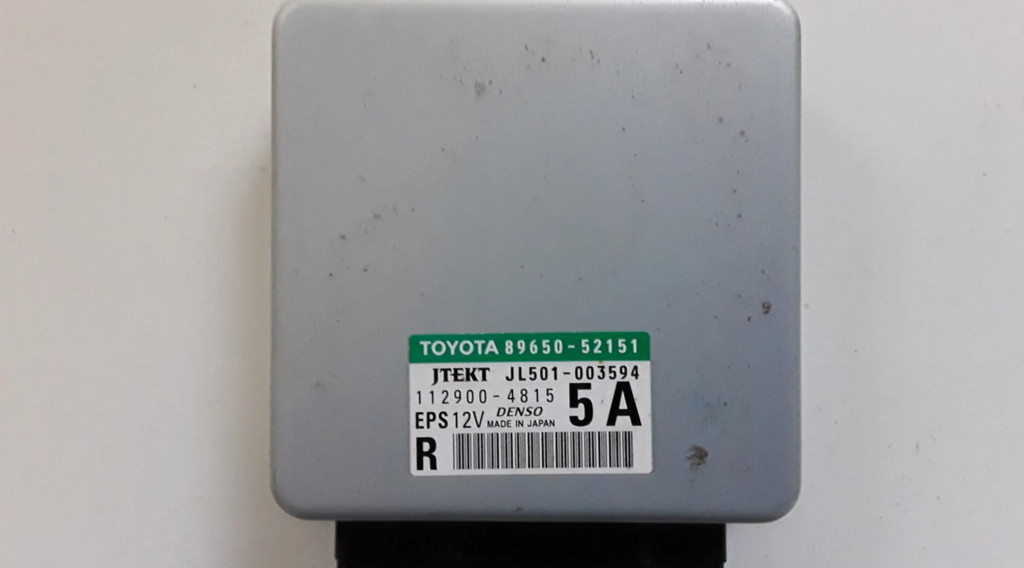 TOYOTA 89650-52151
JTEKT JL501-003594
112900-4815
5A
EPS 12V DENSO
MADE IN JAPAN
R